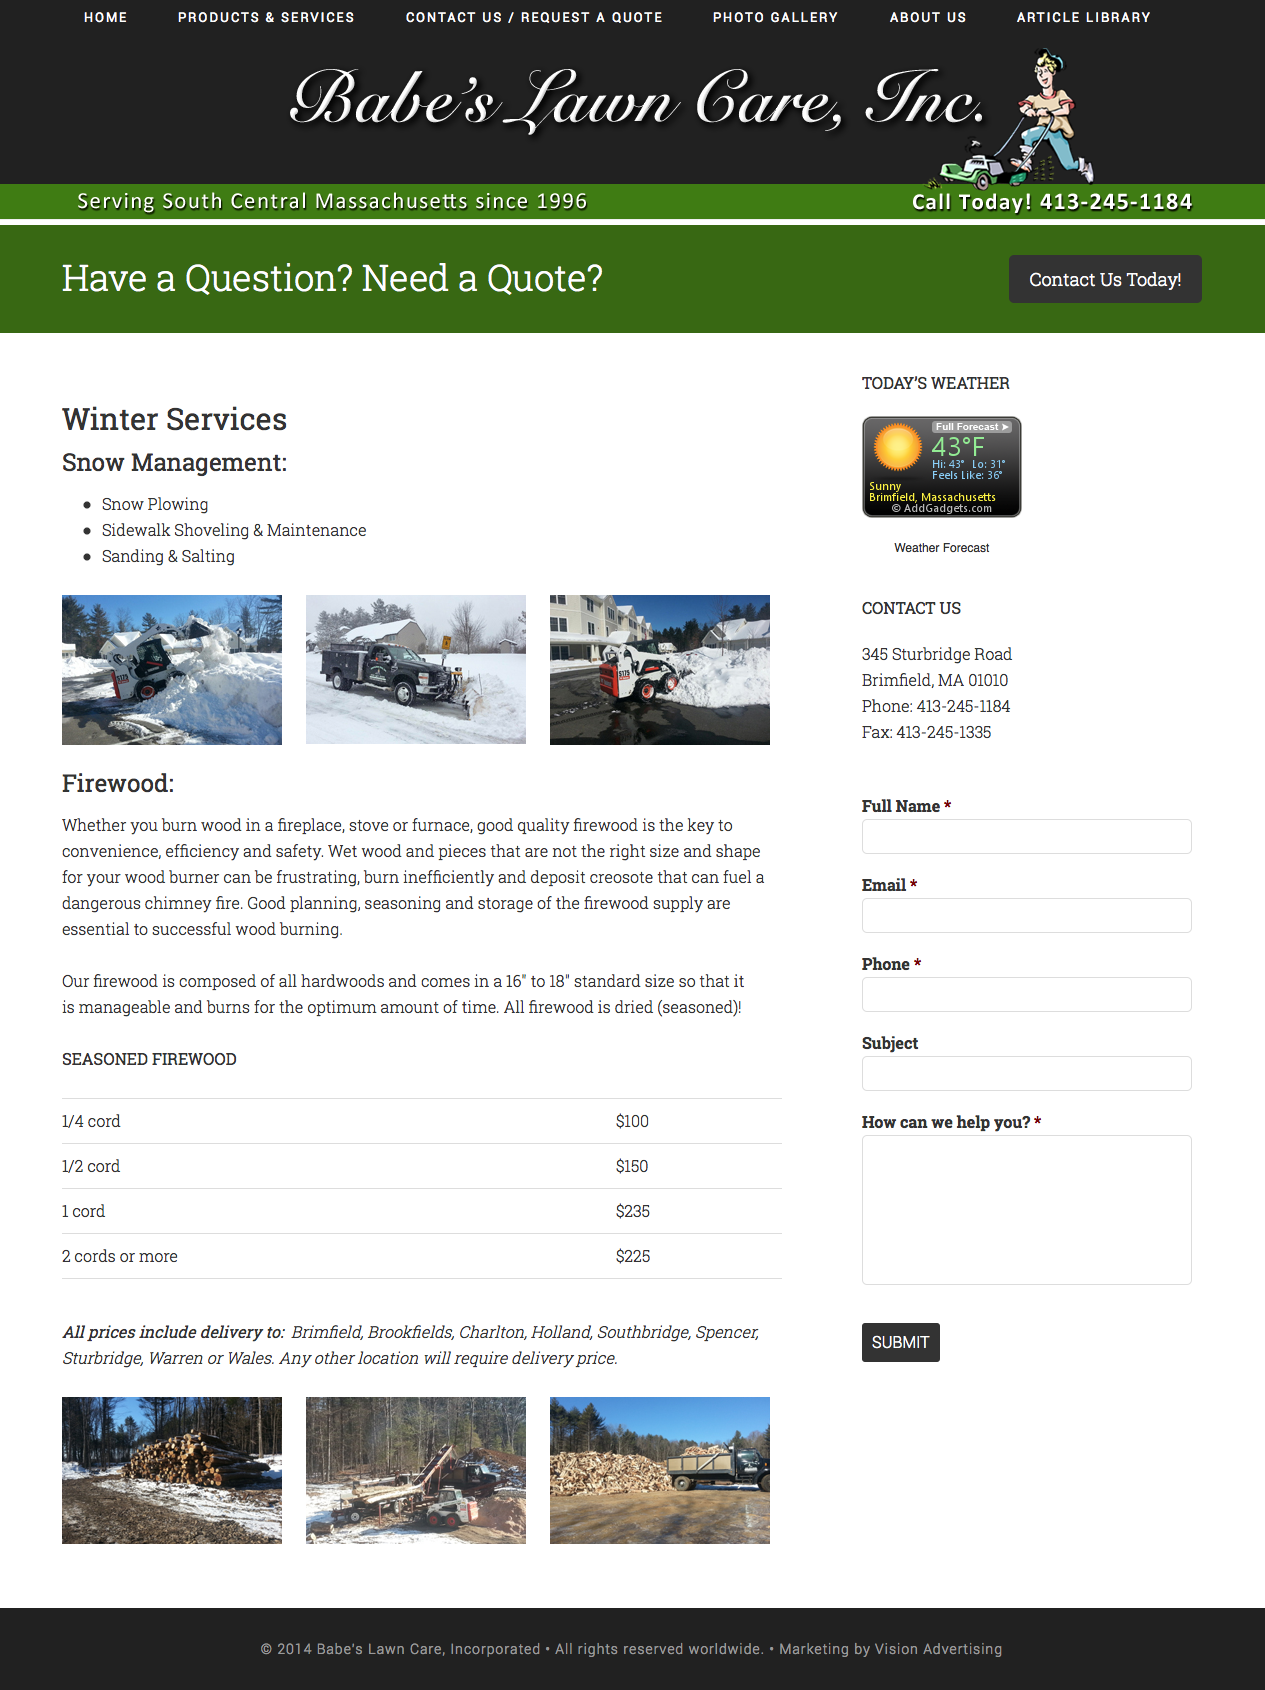 HOME PRODUCTS & SERVICES CONTACT US / REQUEST A QUOTE PHOTO GALLERY ABOUT US ARTICLE LIBRARY
Babe's Lawn Care, Inc.
Serving South Central Massachusetts since 1996
Call Today! 413-245-1184
Have a Question? Need a Quote?
Contact Us Today!
Winter Services
Snow Management:
• Snow Plowing
• Sidewalk Shoveling & Maintenance
• Sanding & Salting
Firewood:
Whether you burn wood in a fireplace, stove or furnace, good quality firewood is the key to
convenience, efficiency and safety. Wet wood and pieces that are not the right size and shape
for your wood burner can be frustrating, burn inefficiently and deposit creosote that can fuel a
dangerous chimney fire. Good planning, seasoning and storage of the firewood supply are
essential to successful wood burning.
Our firewood is composed of all hardwoods and comes in a 16" to 18" standard size so that it
is manageable and burns for the optimum amount of time. All firewood is dried (seasoned)!
SEASONED FIREWOOD
1/4 cord $100
1/2 cord $150
1 cord $235
2 cords or more $225
All prices include delivery to: Brimfield, Brookfields, Charlton, Holland, Southbridge, Spencer,
Sturbridge, Warren or Wales. Any other location will require delivery price.
TODAY'S WEATHER
Full Forecast ➤
43°F
Hi: 43° Lo: 31°
Feels Like: 36°
Sunny
Brimfield, Massachusetts
© AddGadgets.com
Weather Forecast
CONTACT US
345 Sturbridge Road
Brimfield, MA 01010
Phone: 413-245-1184
Fax: 413-245-1335
Full Name *
Email *
Phone *
Subject
How can we help you? *
SUBMIT
© 2014 Babe's Lawn Care, Incorporated • All rights reserved worldwide. • Marketing by Vision Advertising